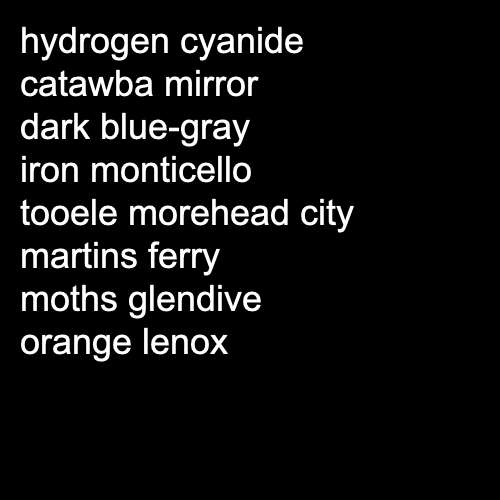 hydrogen cyanide
catawba mirror
dark blue-gray
iron monticello
tooele morehead city
martins ferry
moths glendive
orange lenox